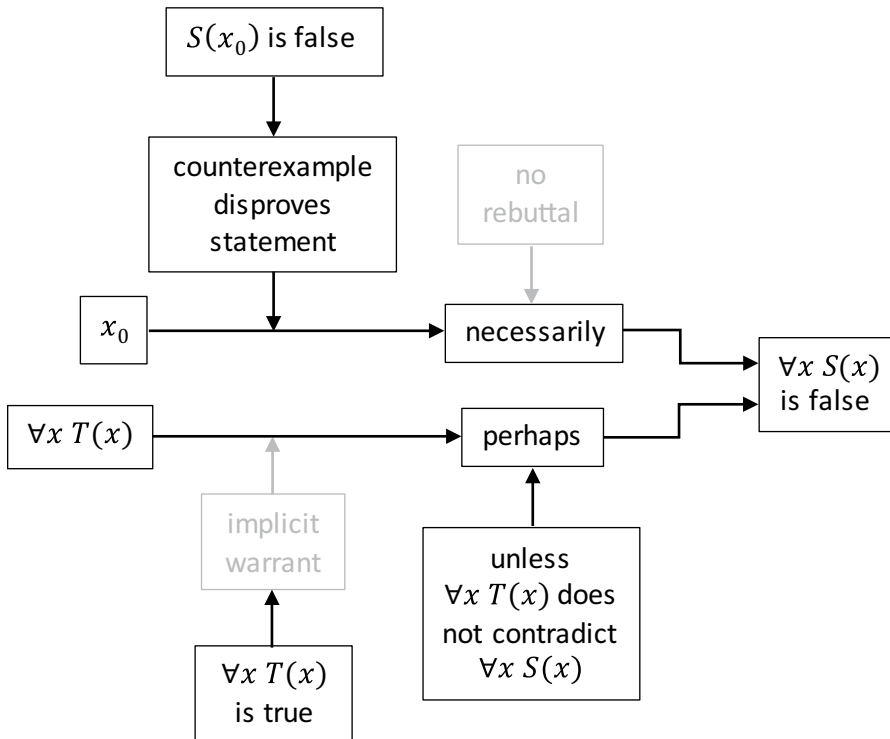 S(x₀) is false
counterexample
disproves
statement
no
rebuttal
x₀
necessarily
∀x S(x)
is false
∀x T(x)
perhaps
implicit
warrant
unless
∀x T(x) does
not contradict
∀x S(x)
∀x T(x)
is true